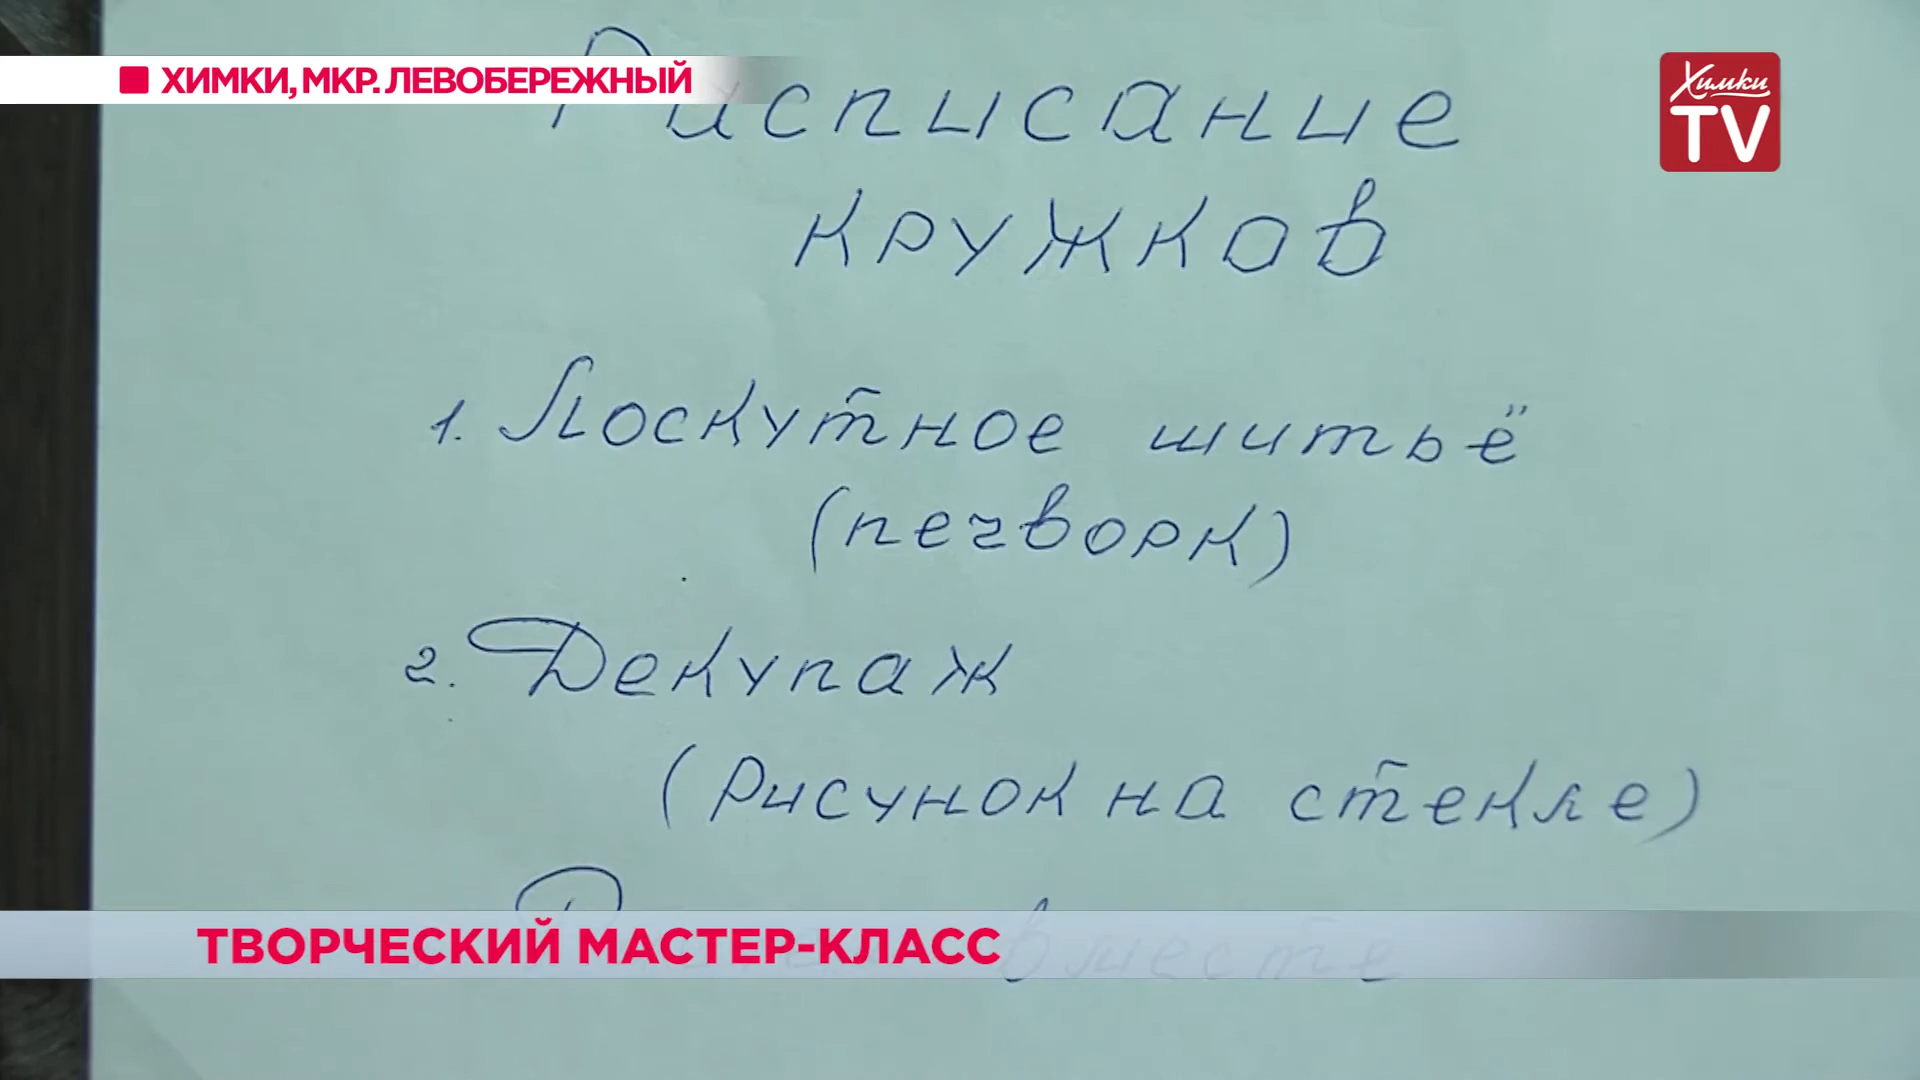 ХИМКИ, МКР. ЛЕВОБЕРЕЖНЫЙ
Химки
TV
Расписание
кружков
1. Лоскутное шитьё
(печворк)
2. Декупаж
(рисунок на стекле)
вместе
ТВОРЧЕСКИЙ МАСТЕР-КЛАСС